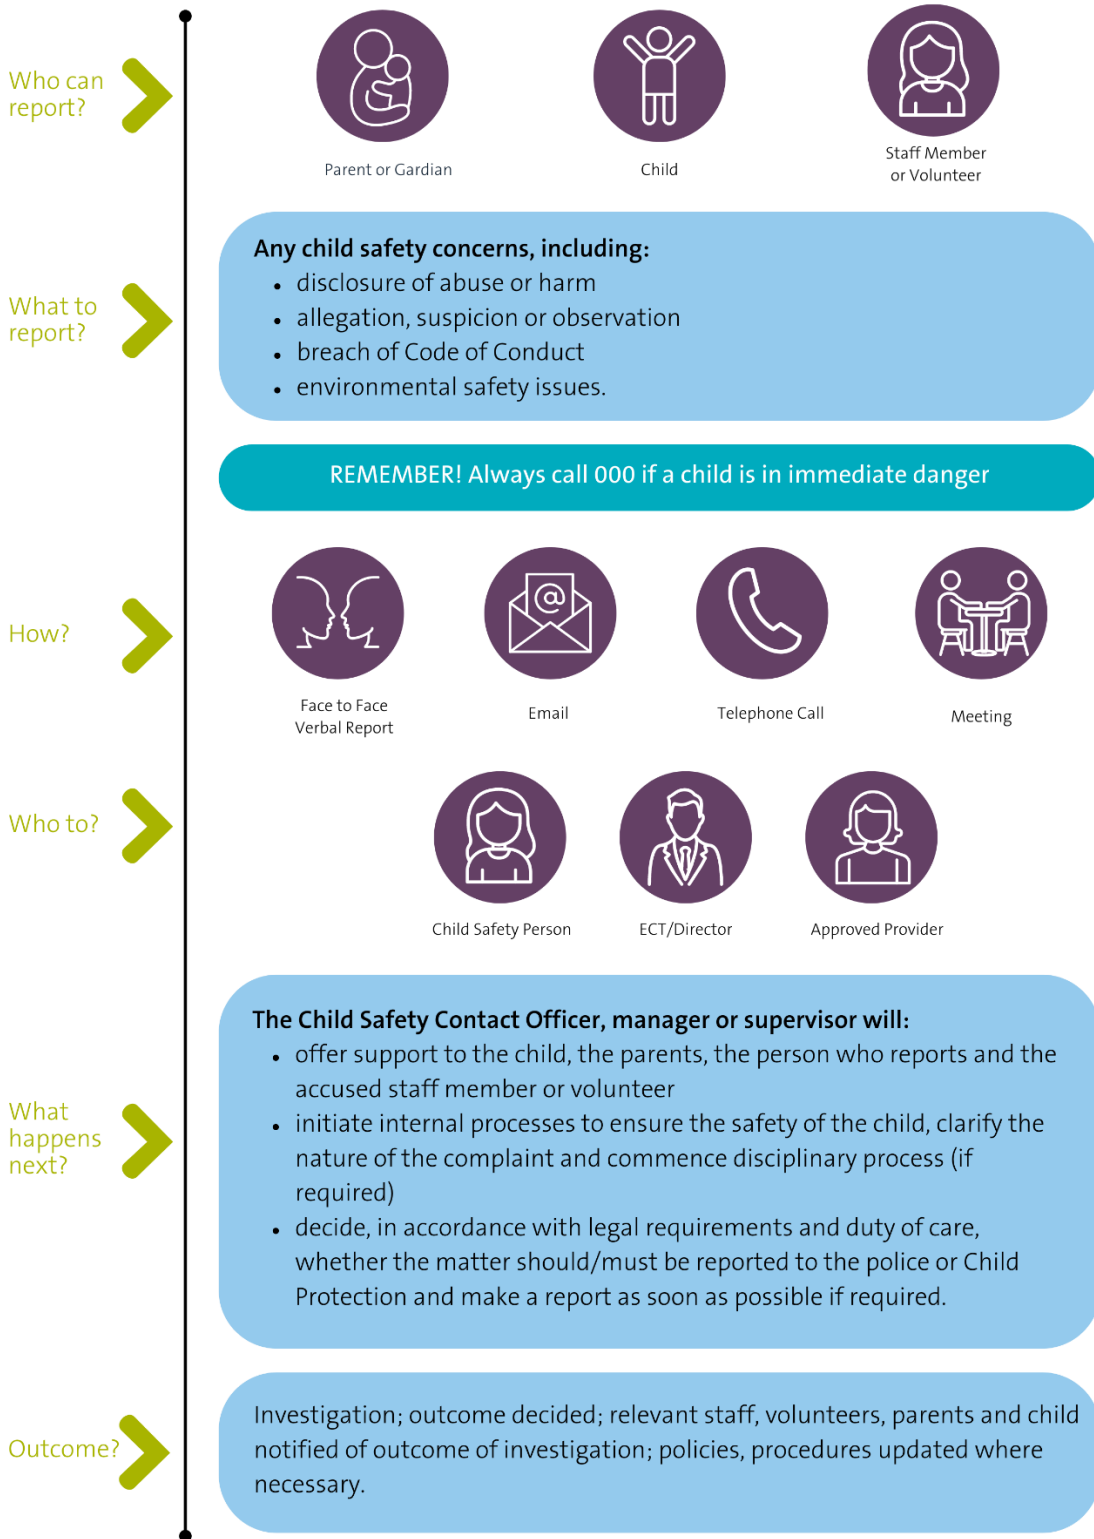 Who can
report?
Parent or Gardian
Child
Staff Member
or Volunteer
What to
report?
Any child safety concerns, including:
• disclosure of abuse or harm
• allegation, suspicion or observation
• breach of Code of Conduct
• environmental safety issues.
REMEMBER! Always call 000 if a child is in immediate danger
How?
@
Face to Face
Verbal Report
Email
Telephone Call
Meeting
Who to?
Child Safety Person
ECT/Director
Approved Provider
What
happens
next?
The Child Safety Contact Officer, manager or supervisor will:
• offer support to the child, the parents, the person who reports and the
accused staff member or volunteer
• initiate internal processes to ensure the safety of the child, clarify the
nature of the complaint and commence disciplinary process (if
required)
• decide, in accordance with legal requirements and duty of care,
whether the matter should/must be reported to the police or Child
Protection and make a report as soon as possible if required.
Outcome?
Investigation; outcome decided; relevant staff, volunteers, parents and child
notified of outcome of investigation; policies, procedures updated where
necessary.